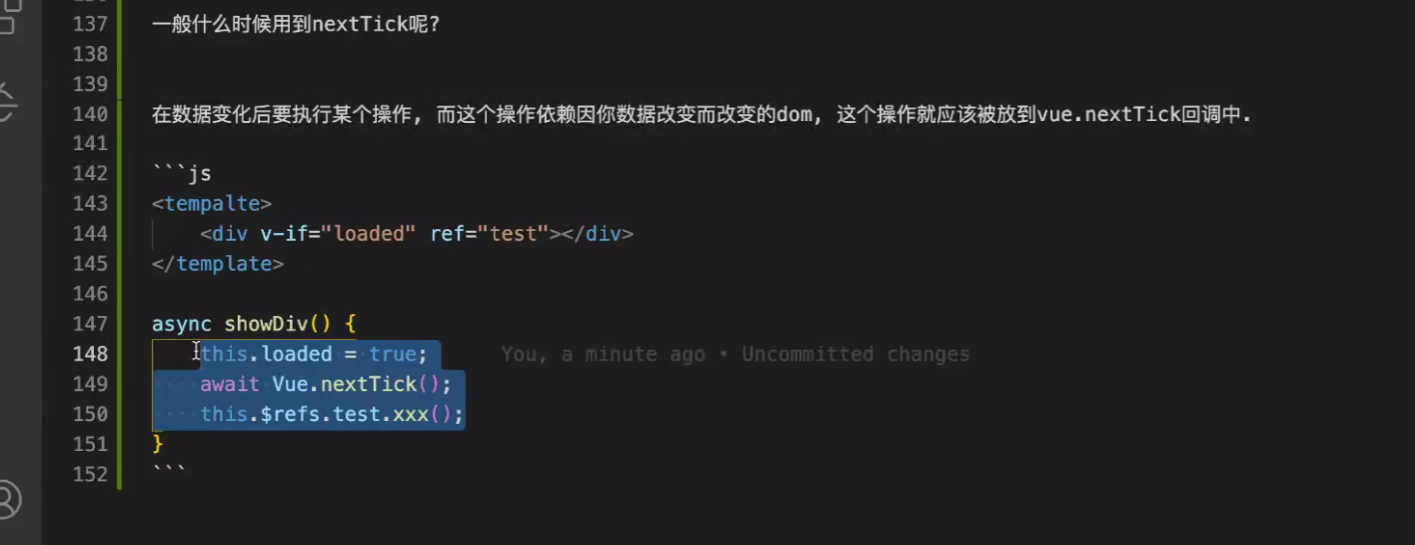 137 一般什么时候用到nextTick呢?
138
139
140 在数据变化后要执行某个操作, 而这个操作依赖因你数据改变而改变的dom, 这个操作就应该被放到vue.nextTick回调中.
141
142 ```js
143 <tempalte>
144 <div v-if="loaded" ref="test"></div>
145 </template>
146
147 async showDiv() {
148 this.loaded = true; You, a minute ago • Uncommitted changes
149 await Vue.nextTick();
150 this.$refs.test.xxx();
151 }
152 ```